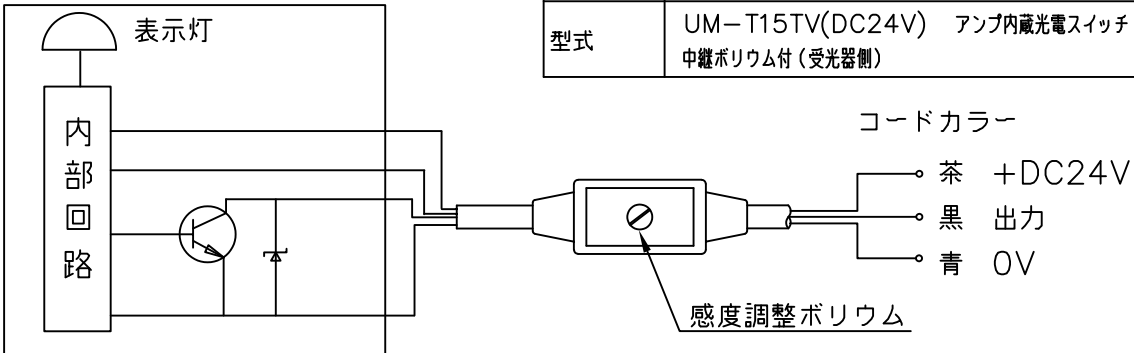 表示灯
型式
UM-T15TV(DC24V) アンプ内蔵光電スイッチ
中継ボリウム付(受光器側)
内部回路
コードカラー
茶 +DC24V
黒 出力
青 0V
感度調整ボリウム